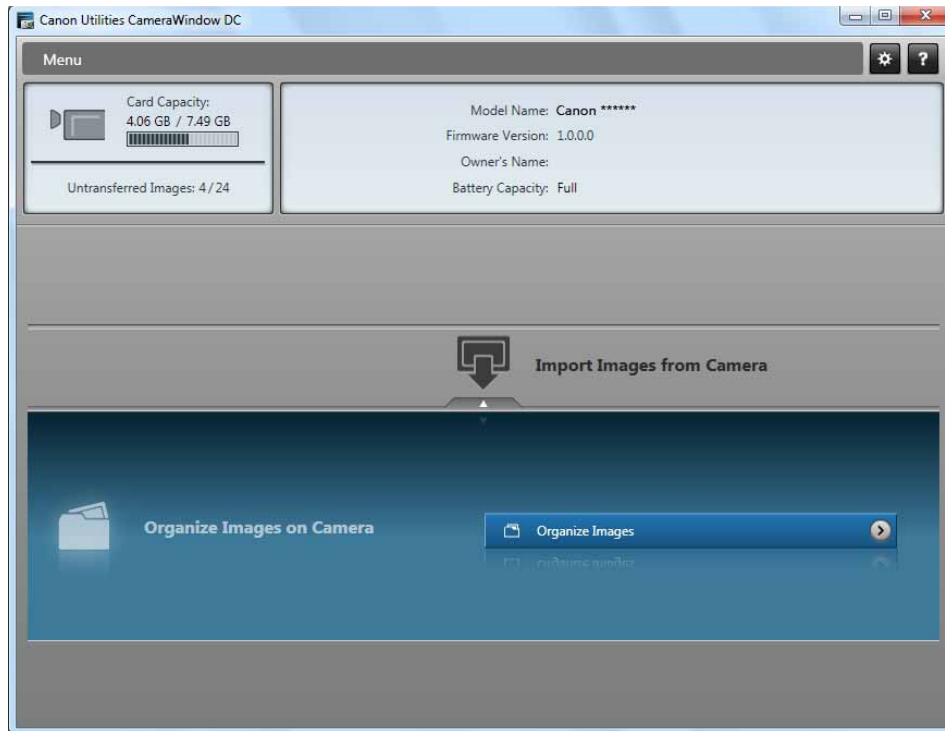 Canon Utilities CameraWindow DC
Menu
?
Card Capacity:
4.06 GB / 7.49 GB
Untransferred Images: 4/24
Model Name: Canon ******
Firmware Version: 1.0.0.0
Owner's Name:
Battery Capacity: Full
Import Images from Camera
Organize Images on Camera
Organize Images